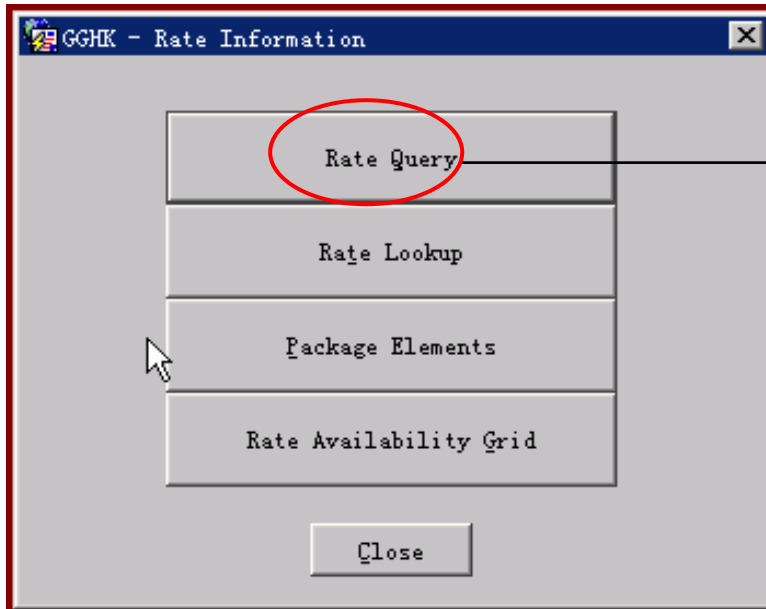 GGHK - Rate Information
Rate Query
Rate Lookup
Package Elements
Rate Availability Grid
Close